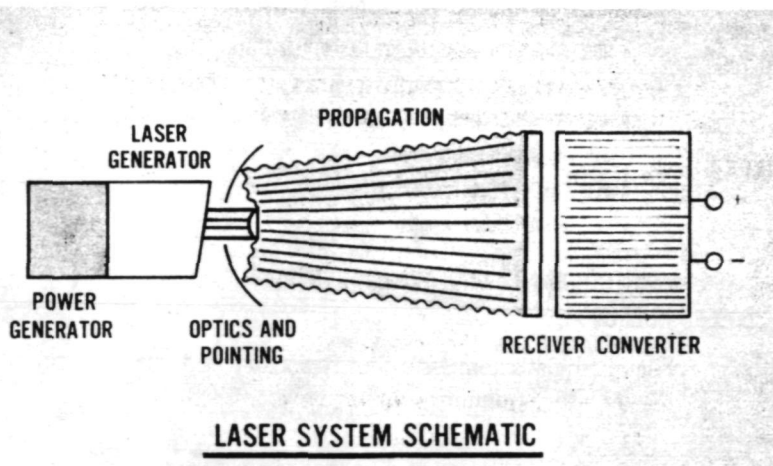 PROPAGATION
LASER
GENERATOR
POWER
GENERATOR
OPTICS AND
POINTING
RECEIVER CONVERTER
+
−
LASER SYSTEM SCHEMATIC